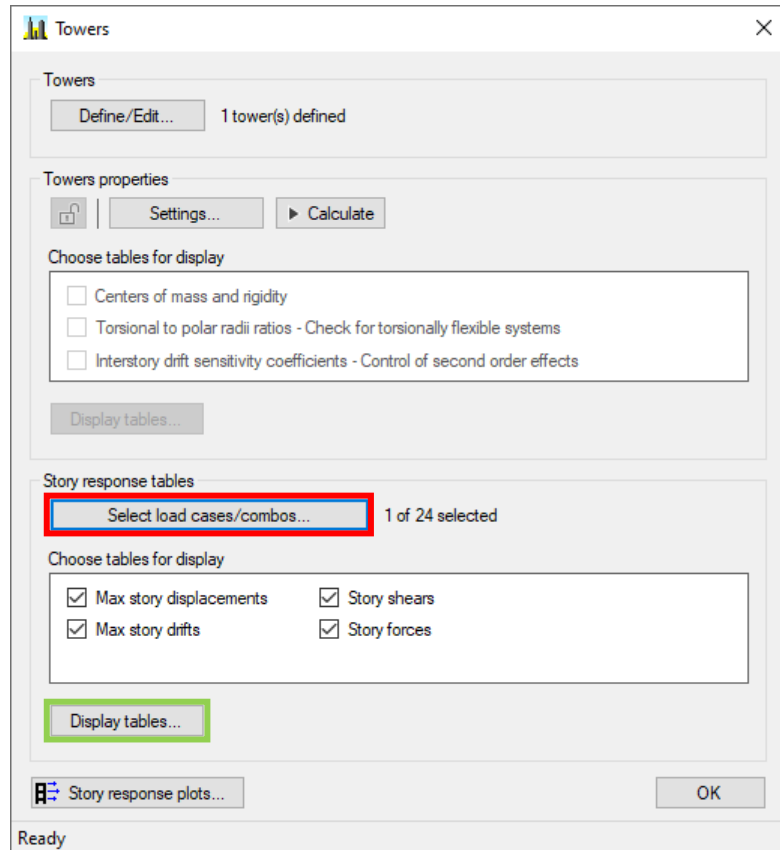 Towers
Towers
Define/Edit... 1 tower(s) defined
Towers properties
Settings... Calculate
Choose tables for display
Centers of mass and rigidity
Torsional to polar radii ratios - Check for torsionally flexible systems
Interstory drift sensitivity coefficients - Control of second order effects
Display tables...
Story response tables
Select load cases/combos... 1 of 24 selected
Choose tables for display
Max story displacements Story shears
Max story drifts Story forces
Display tables...
Story response plots... OK
Ready